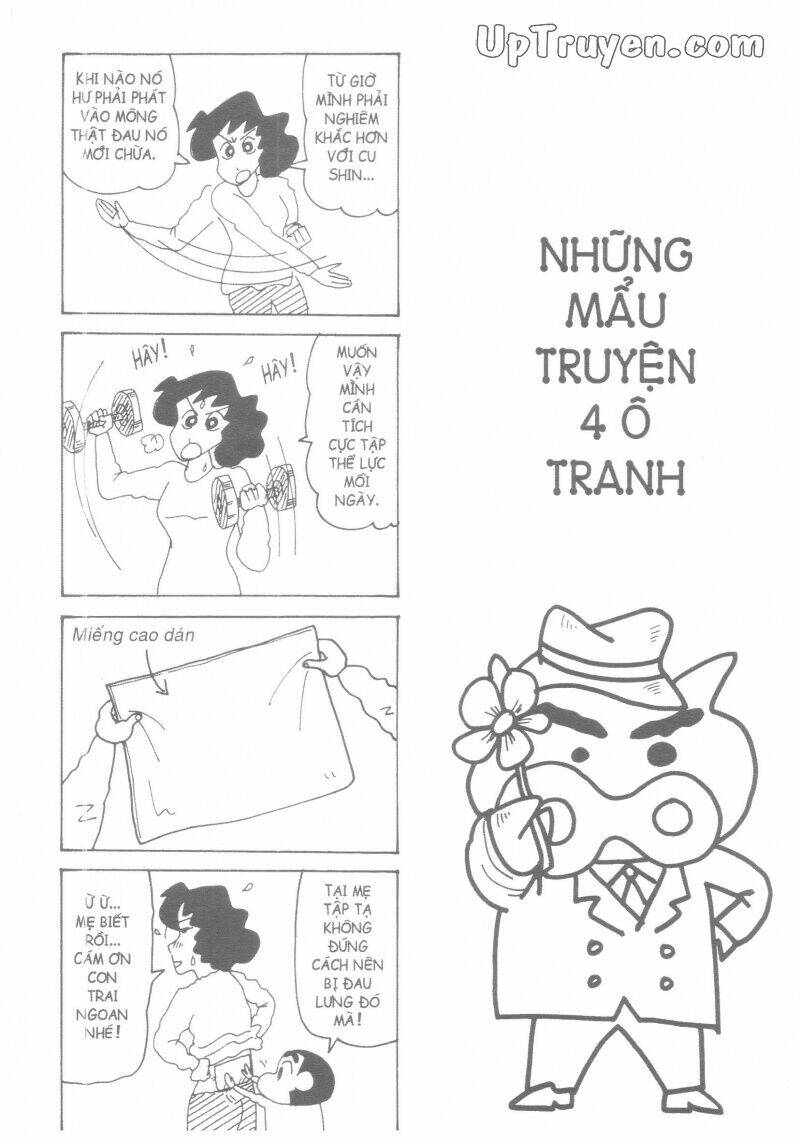 UpTruyen.com
NHỮNG
MẨU
TRUYỆN
4 Ô
TRANH
TỪ GIỜ
MÌNH PHẢI
NGHIÊM
KHẮC HƠN
VỚI CU
SHIN...
KHI NÀO NÓ
HƯ PHẢI PHÁT
VÀO MÔNG
THẬT ĐAU NÓ
MỚI CHỪA.
MUỐN
VẬY
MÌNH
CẦN
TÍCH
CỰC TẬP
THỂ LỰC
MỖI
NGÀY.
HÂY!
HÂY!
Miếng cao dán
TẠI MẸ
TẬP TẠ
KHÔNG
ĐÚNG
CÁCH NÊN
BỊ ĐAU
LƯNG ĐÓ
MÀ!
Ừ Ừ...
MẸ BIẾT
RỒI...
CÁM ƠN
CON
TRAI
NGOAN
NHÉ!